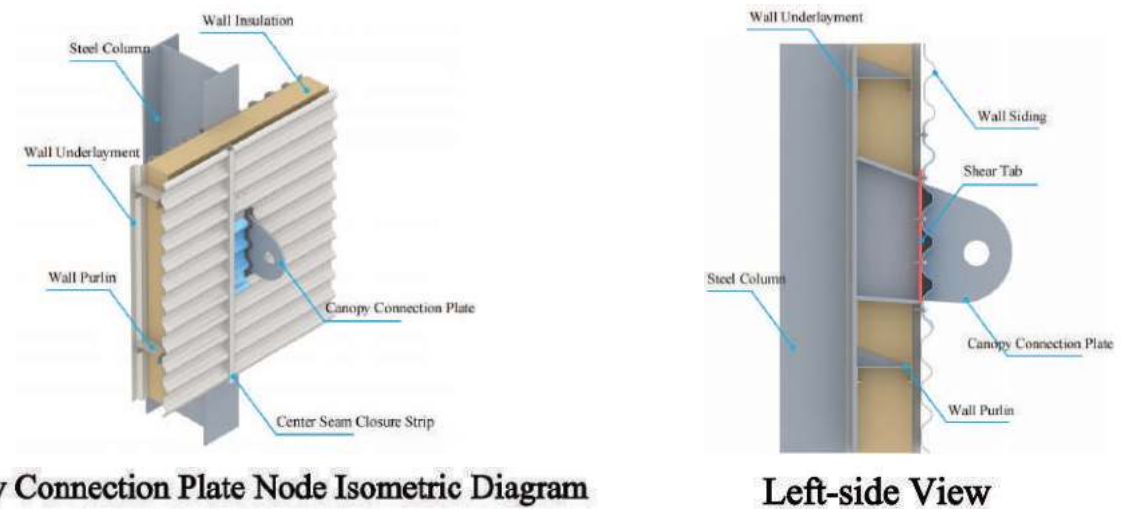 Wall Insulation
Steel Column
Wall Underlayment
Wall Purlin
Canopy Connection Plate
Center Seam Closure Strip
Connection Plate Node Isometric Diagram
Wall Underlayment
Wall Siding
Shear Tab
Steel Column
Canopy Connection Plate
Wall Purlin
Left-side View